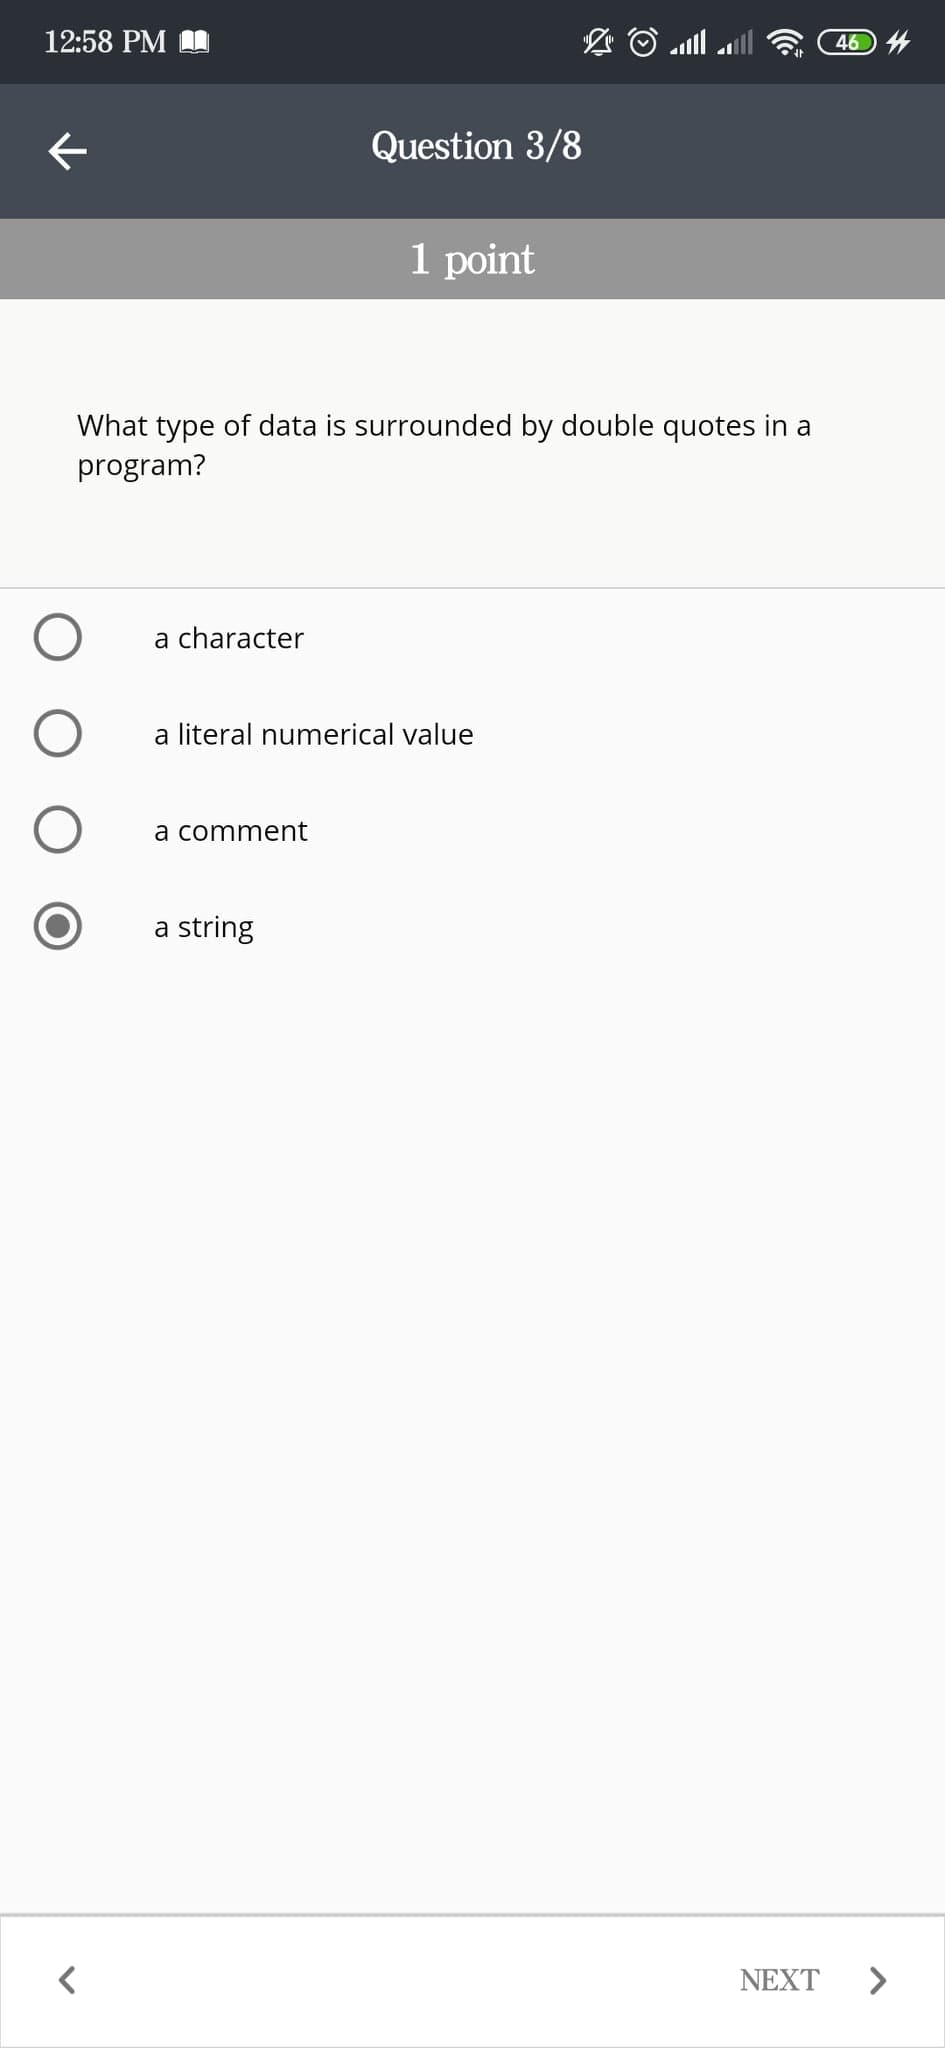 12:58 PM
46
Question 3/8
1 point
What type of data is surrounded by double quotes in a
program?
a character
a literal numerical value
a comment
a string
NEXT